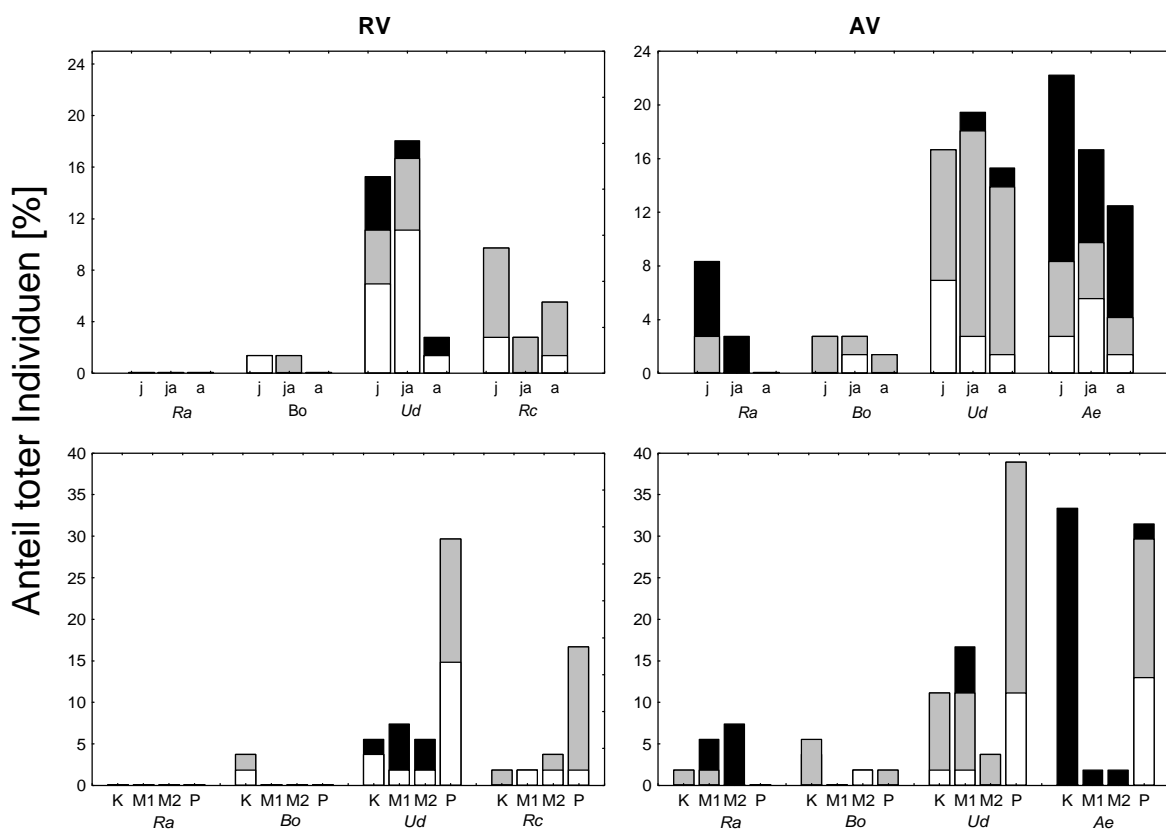 RV AV
Anteil toter Individuen [%]
24 24
20 20
16 16
12 12
8 8
4 4
0 0
j ja a j ja a j ja a j ja a j ja a j ja a j ja a j ja a
Ra Bo Ud Rc Ra Bo Ud Ae
40 40
35 35
30 30
25 25
20 20
15 15
10 10
5 5
0 0
K M1 M2 P K M1 M2 P K M1 M2 P K M1 M2 P K M1 M2 P K M1 M2 P K M1 M2 P K M1 M2 P
Ra Bo Ud Rc Ra Bo Ud Ae